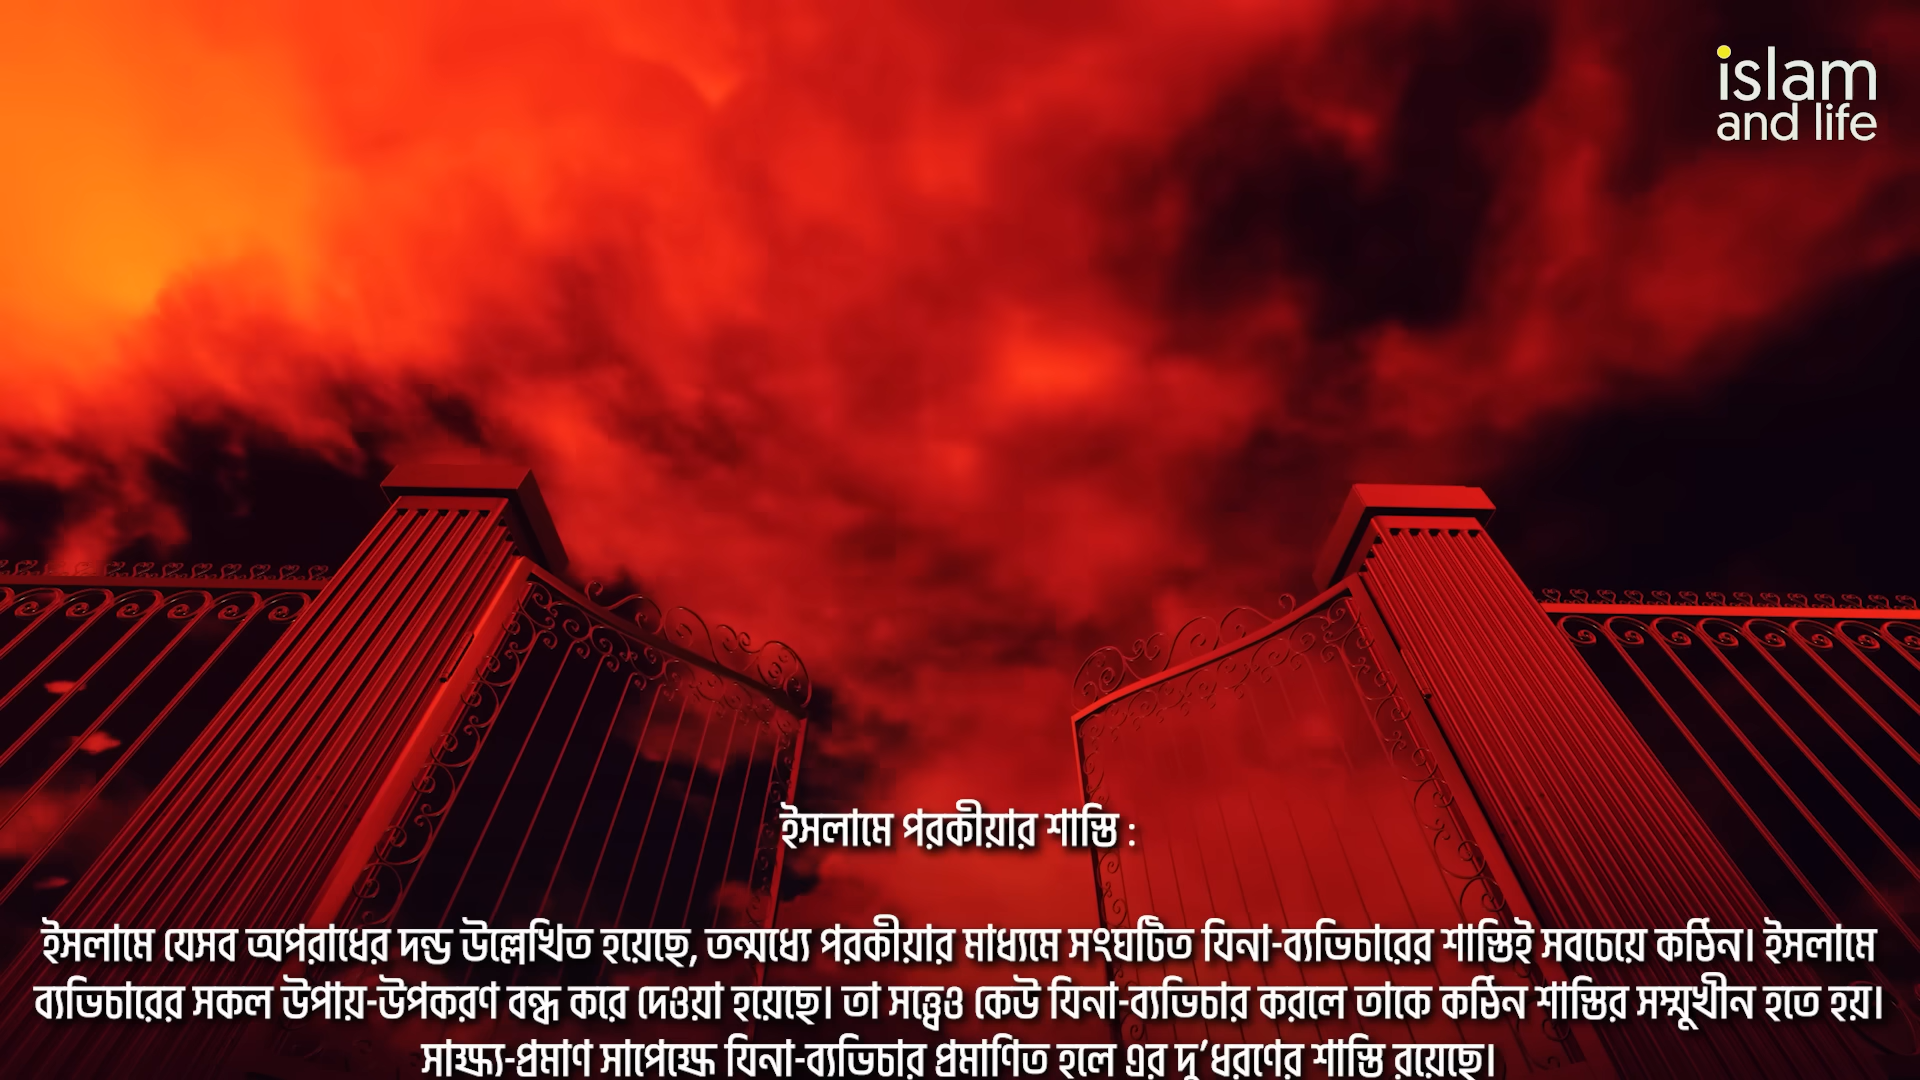 islam
and life
ইসলামে পরকীয়ার শাস্তি :
ইসলামে যেসব অপরাধের দন্ড উল্লেখিত হয়েছে, তন্মধ্যে পরকীয়ার মাধ্যমে সংঘটিত যিনা-ব্যভিচারের শাস্তিই সবচেয়ে কঠিন। ইসলামে
ব্যভিচারের সকল উপায়-উপকরণ বন্ধ করে দেওয়া হয়েছে। তা সত্ত্বেও কেউ যিনা-ব্যভিচার করলে তাকে কঠিন শাস্তির সম্মুখীন হতে হয়।
সাক্ষ্য-প্রমাণ সাপেক্ষে যিনা-ব্যভিচার প্রমাণিত হলে এর দু’ধরণের শাস্তি রয়েছে।